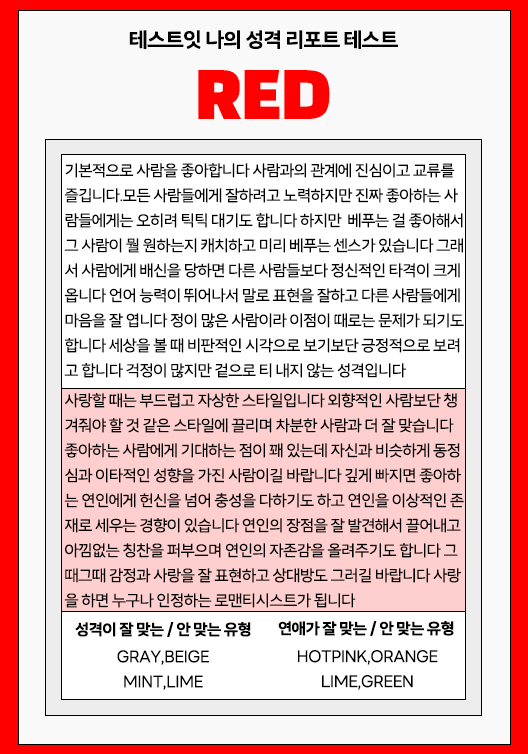 테스트잇 나의 성격 리포트 테스트
RED
기본적으로 사람을 좋아합니다 사람과의 관계에 진심이고 교류를
즐깁니다.모든 사람들에게 잘하려고 노력하지만 진짜 좋아하는 사
람들에게는 오히려 틱틱 대기도 합니다 하지만 베푸는 걸 좋아해서
그 사람이 뭘 원하는지 캐치하고 미리 베푸는 센스가 있습니다 그래
서 사람에게 배신을 당하면 다른 사람들보다 정신적인 타격이 크게
옵니다 언어 능력이 뛰어나서 말로 표현을 잘하고 다른 사람들에게
마음을 잘 엽니다 정이 많은 사람이라 이점이 때로는 문제가 되기도
합니다 세상을 볼 때 비판적인 시각으로 보기보단 긍정적으로 보려
고 합니다 걱정이 많지만 겉으로 티 내지 않는 성격입니다
사랑할 때는 부드럽고 자상한 스타일입니다 외향적인 사람보단 챙
겨줘야 할 것 같은 스타일에 끌리며 차분한 사람과 더 잘 맞습니다
좋아하는 사람에게 기대하는 점이 꽤 있는데 자신과 비슷하게 동정
심과 이타적인 성향을 가진 사람이길 바랍니다 깊게 빠지면 좋아하
는 연인에게 헌신을 넘어 충성을 다하기도 하고 연인을 이상적인 존
재로 세우는 경향이 있습니다 연인의 장점을 잘 발견해서 끌어내고
아낌없는 칭찬을 퍼부으며 연인의 자존감을 올려주기도 합니다 그
때그때 감정과 사랑을 잘 표현하고 상대방도 그러길 바랍니다 사랑
을 하면 누구나 인정하는 로맨티시스트가 됩니다
성격이 잘 맞는 / 안 맞는 유형
GRAY,BEIGE
MINT,LIME
연애가 잘 맞는 / 안 맞는 유형
HOTPINK,ORANGE
LIME,GREEN